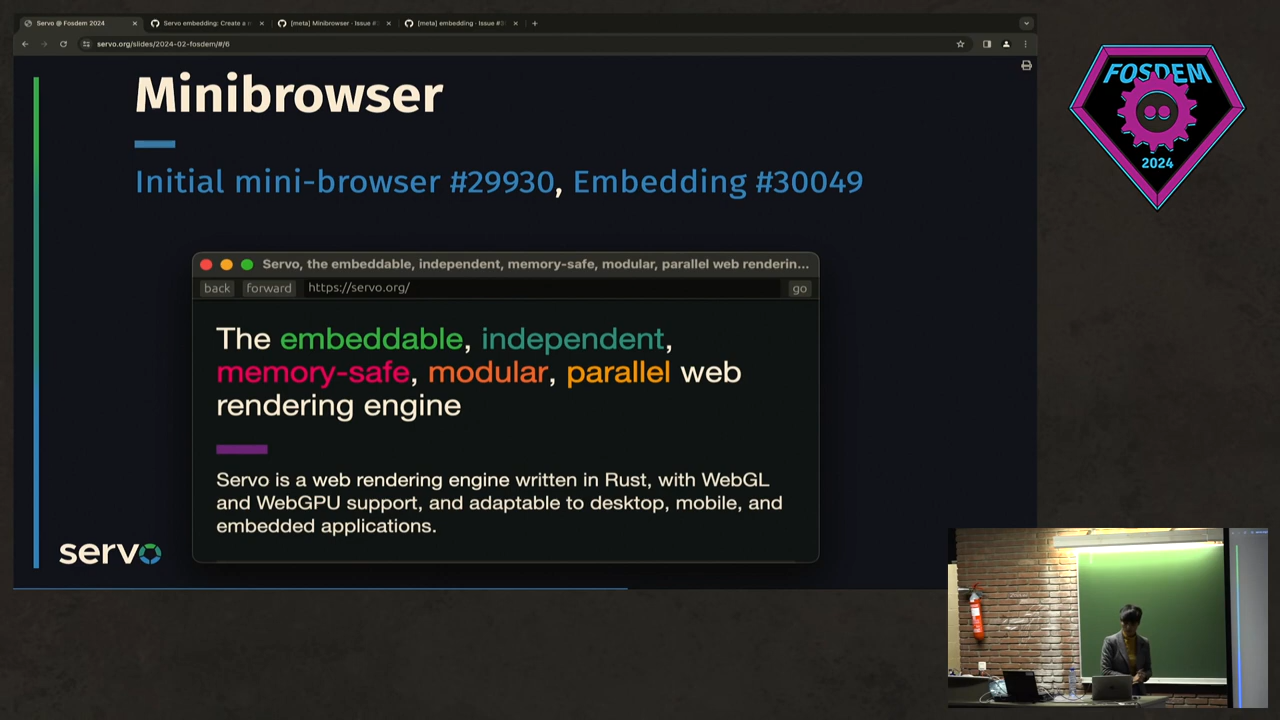 Servo @ Fosdem 2024
Servo embedding: Create a
[meta] Minibrowser · Issue #
[meta] embedding · Issue #3
servo.org/slides/2024-02-fosdem/#/6
Minibrowser
Initial mini-browser #29930, Embedding #30049
Servo, the embeddable, independent, memory-safe, modular, parallel web renderin...
back forward https://servo.org/ go
The embeddable, independent,
memory-safe, modular, parallel web
rendering engine
Servo is a web rendering engine written in Rust, with WebGL
and WebGPU support, and adaptable to desktop, mobile, and
embedded applications.
servo
FOSDEM
2024